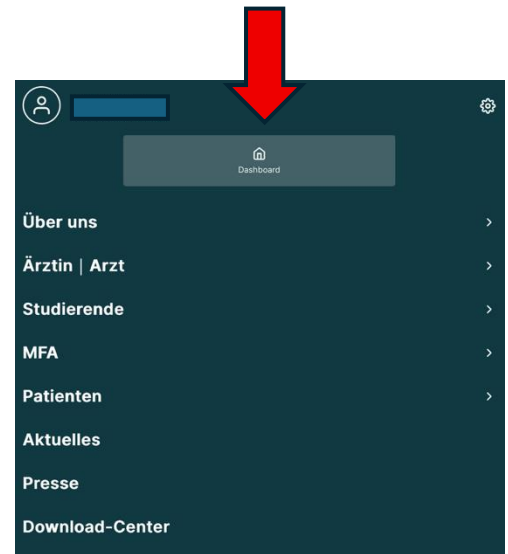 Dashboard
Über uns
Ärztin | Arzt
Studierende
MFA
Patienten
Aktuelles
Presse
Download-Center